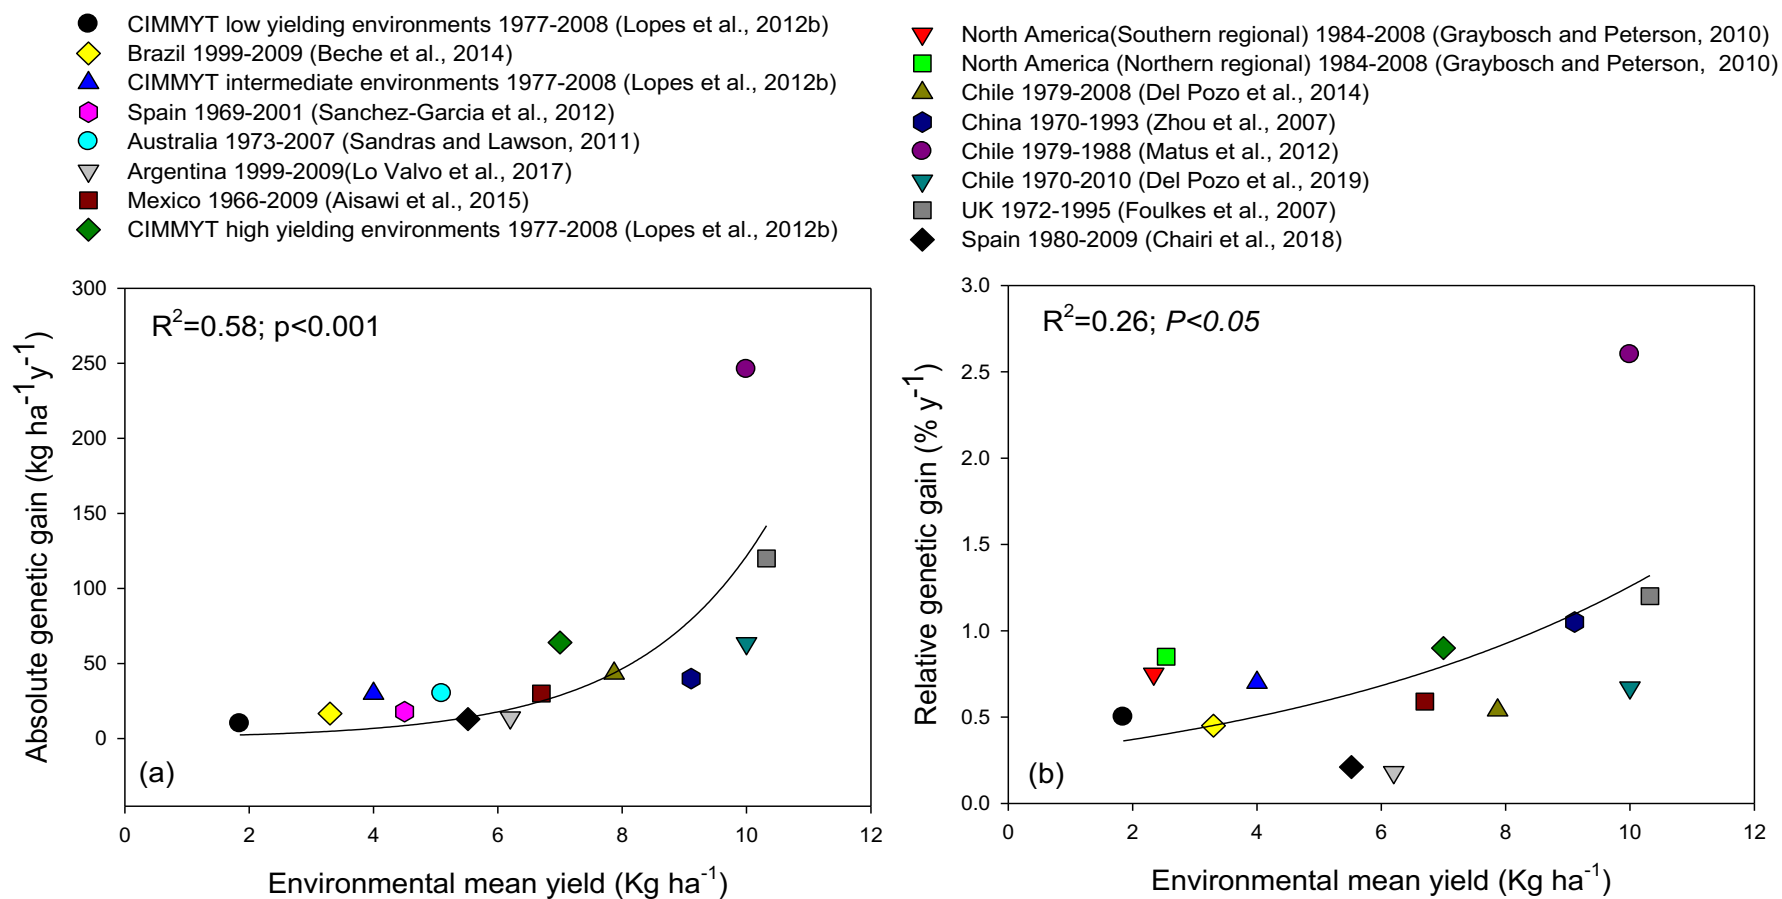 CIMMYT low yielding environments 1977-2008 (Lopes et al., 2012b)
Brazil 1999-2009 (Beche et al., 2014)
CIMMYT intermediate environments 1977-2008 (Lopes et al., 2012b)
Spain 1969-2001 (Sanchez-Garcia et al., 2012)
Australia 1973-2007 (Sandras and Lawson, 2011)
Argentina 1999-2009(Lo Valvo et al., 2017)
Mexico 1966-2009 (Aisawi et al., 2015)
CIMMYT high yielding environments 1977-2008 (Lopes et al., 2012b)
North America(Southern regional) 1984-2008 (Graybosch and Peterson, 2010)
North America (Northern regional) 1984-2008 (Graybosch and Peterson, 2010)
Chile 1979-2008 (Del Pozo et al., 2014)
China 1970-1993 (Zhou et al., 2007)
Chile 1979-1988 (Matus et al., 2012)
Chile 1970-2010 (Del Pozo et al., 2019)
UK 1972-1995 (Foulkes et al., 2007)
Spain 1980-2009 (Chairi et al., 2018)
Absolute genetic gain (kg ha⁻¹y⁻¹)
300
250
200
150
100
50
0
R²=0.58; p<0.001
(a)
0 2 4 6 8 10 12
Environmental mean yield (Kg ha⁻¹)
Relative genetic gain (% y⁻¹)
3.0
2.5
2.0
1.5
1.0
0.5
0.0
R²=0.26; P<0.05
(b)
0 2 4 6 8 10 12
Environmental mean yield (Kg ha⁻¹)